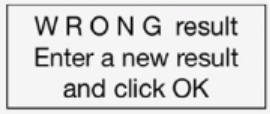 W R O N G result
Enter a new result
and click OK